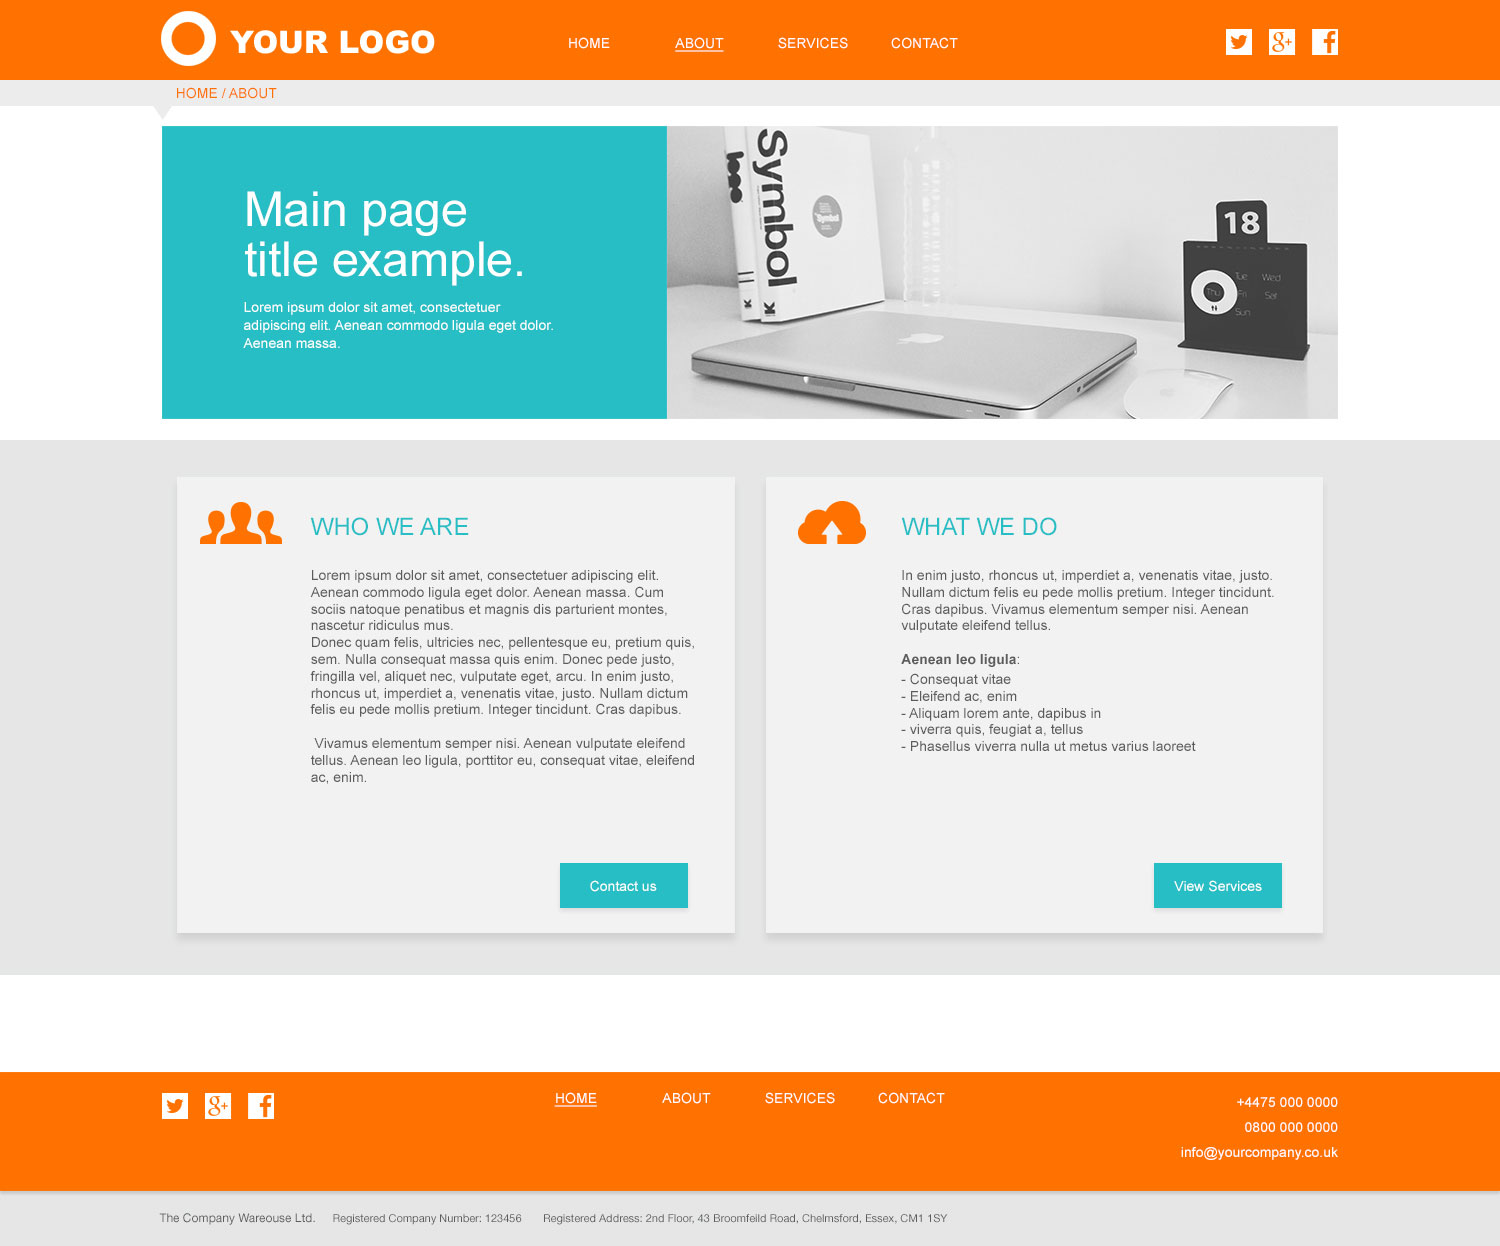 YOUR LOGO
HOME ABOUT SERVICES CONTACT
g+ f
HOME / ABOUT
Main page
title example.
Lorem ipsum dolor sit amet, consectetuer
adipiscing elit. Aenean commodo ligula eget dolor.
Aenean massa.
logo
Symbol
Symbol
18
Tue Wed
Thu Fri Sat
Sun
WHO WE ARE
Lorem ipsum dolor sit amet, consectetuer adipiscing elit.
Aenean commodo ligula eget dolor. Aenean massa. Cum
sociis natoque penatibus et magnis dis parturient montes,
nascetur ridiculus mus.
Donec quam felis, ultricies nec, pellentesque eu, pretium quis,
sem. Nulla consequat massa quis enim. Donec pede justo,
fringilla vel, aliquet nec, vulputate eget, arcu. In enim justo,
rhoncus ut, imperdiet a, venenatis vitae, justo. Nullam dictum
felis eu pede mollis pretium. Integer tincidunt. Cras dapibus.
Vivamus elementum semper nisi. Aenean vulputate eleifend
tellus. Aenean leo ligula, porttitor eu, consequat vitae, eleifend
ac, enim.
Contact us
WHAT WE DO
In enim justo, rhoncus ut, imperdiet a, venenatis vitae, justo.
Nullam dictum felis eu pede mollis pretium. Integer tincidunt.
Cras dapibus. Vivamus elementum semper nisi. Aenean
vulputate eleifend tellus.
Aenean leo ligula:
- Consequat vitae
- Eleifend ac, enim
- Aliquam lorem ante, dapibus in
- viverra quis, feugiat a, tellus
- Phasellus viverra nulla ut metus varius laoreet
View Services
g+ f
HOME ABOUT SERVICES CONTACT
+4475 000 0000
0800 000 0000
info@yourcompany.co.uk
The Company Wareouse Ltd. Registered Company Number: 123456 Registered Address: 2nd Floor, 43 Broomfeild Road, Chelmsford, Essex, CM1 1SY